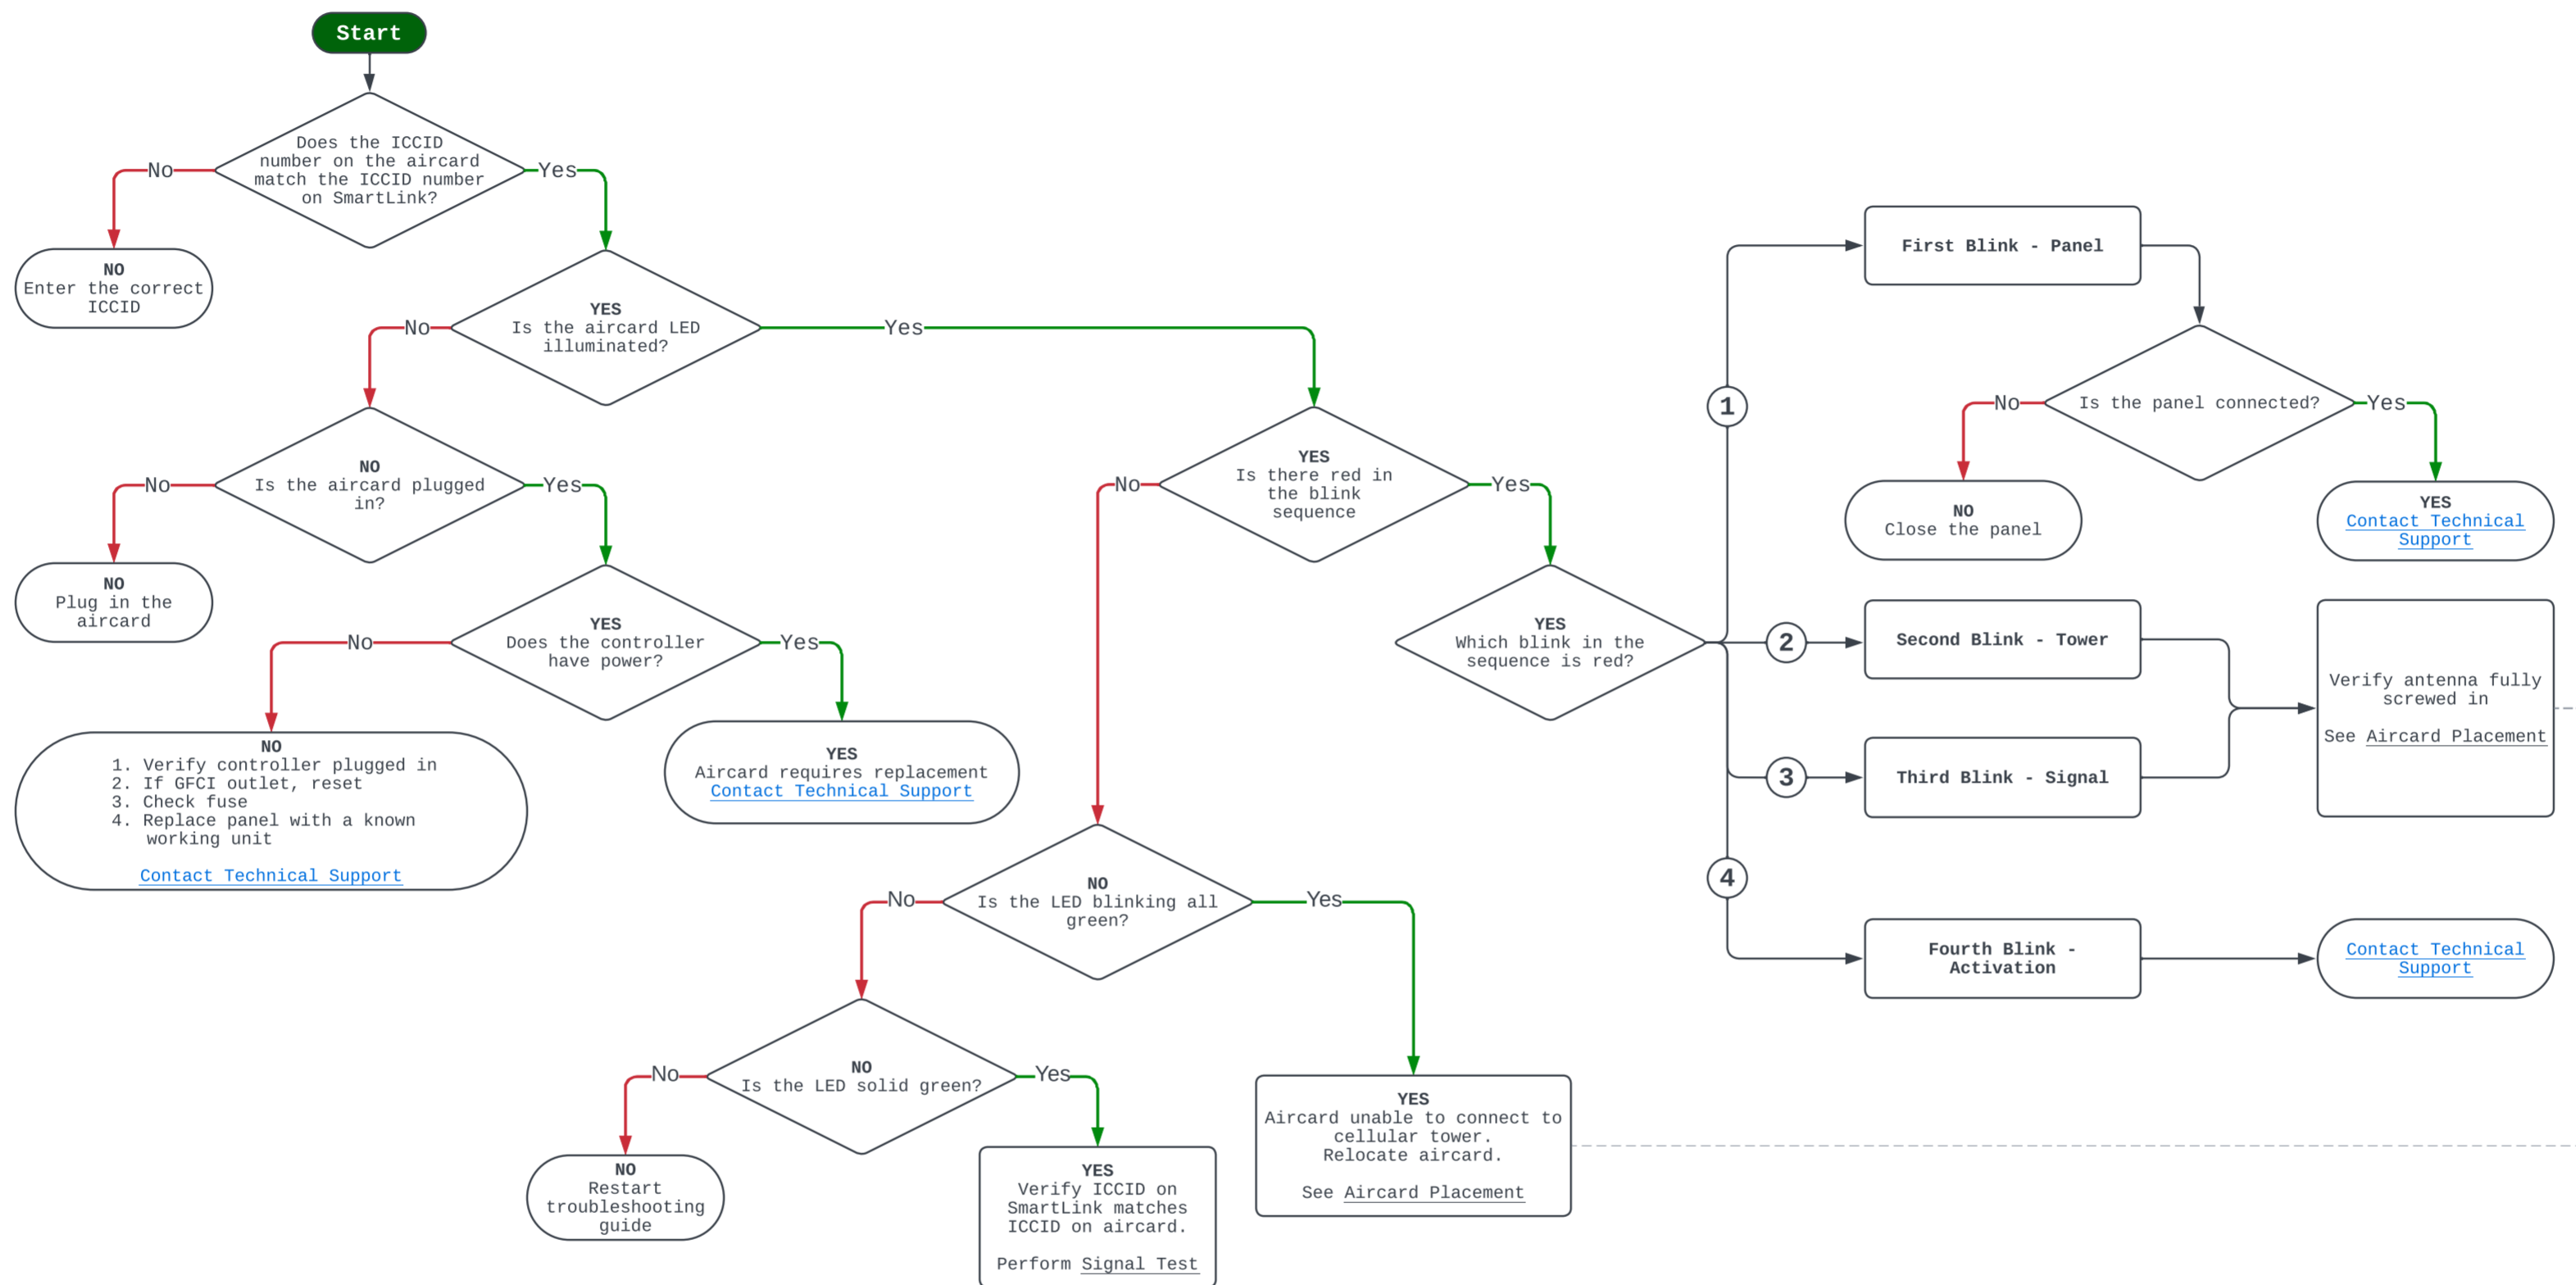 Start
Does the ICCID
number on the aircard
match the ICCID number
on SmartLink?
No
Yes
NO
Enter the correct
ICCID
YES
Is the aircard LED
illuminated?
No
Yes
NO
Is the aircard plugged
in?
No
Yes
NO
Plug in the
aircard
YES
Does the controller
have power?
No
Yes
NO
1. Verify controller plugged in
2. If GFCI outlet, reset
3. Check fuse
4. Replace panel with a known
working unit
Contact Technical Support
YES
Aircard requires replacement
Contact Technical Support
YES
Is there red in
the blink
sequence
No
Yes
NO
Is the LED blinking all
green?
No
Yes
NO
Is the LED solid green?
No
Yes
NO
Restart
troubleshooting
guide
YES
Verify ICCID on
SmartLink matches
ICCID on aircard.
Perform Signal Test
YES
Aircard unable to connect to
cellular tower.
Relocate aircard.
See Aircard Placement
YES
Which blink in the
sequence is red?
1
First Blink - Panel
Is the panel connected?
No
Yes
NO
Close the panel
YES
Contact Technical
Support
2
Second Blink - Tower
3
Third Blink - Signal
Verify antenna fully
screwed in
See Aircard Placement
4
Fourth Blink -
Activation
Contact Technical
Support